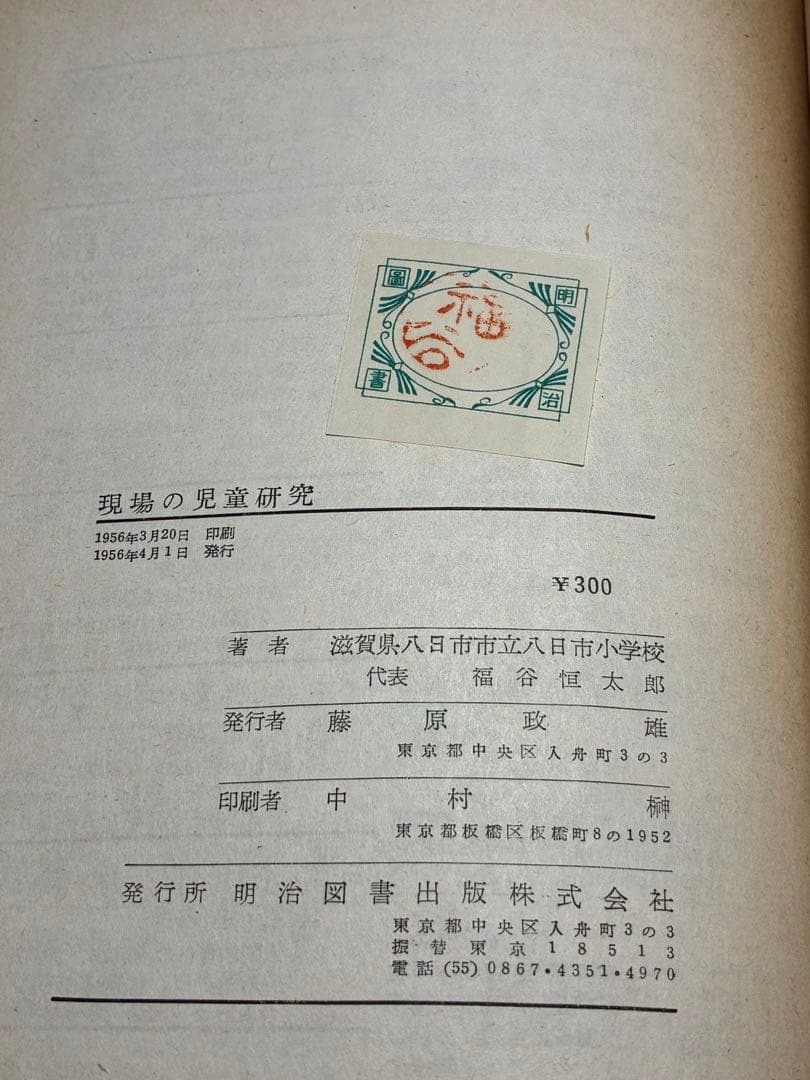 明治圖書
福谷
現場の児童研究
1956年3月20日 印刷
1956年4月1日 発行
¥300
著者 滋賀県八日市市立八日市小学校
代表 福谷恒太郎
発行者 藤原政雄
東京都中央区入舟町3の3
印刷者 中村榊
東京都板橋区板橋町8の1952
発行所 明治図書出版株式会社
東京都中央区入舟町3の3
振替東京18513
電話(55)0867・4351・4970